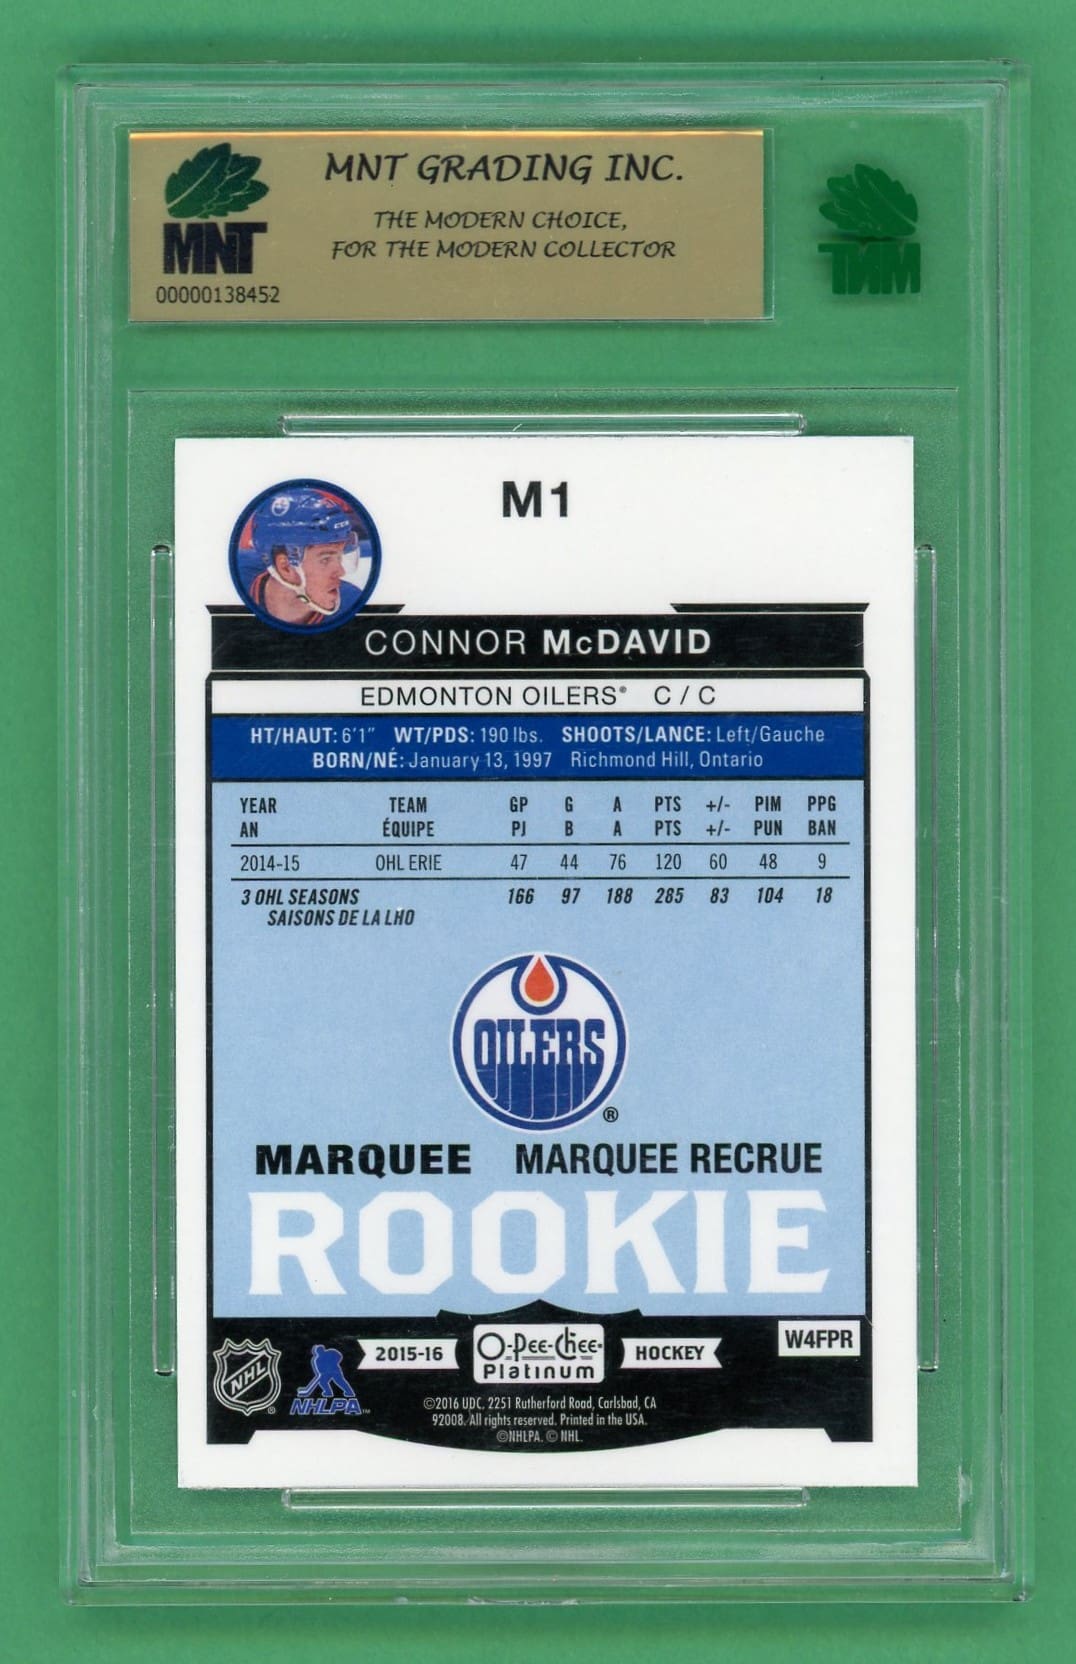 MNT GRADING INC.
THE MODERN CHOICE,
FOR THE MODERN COLLECTOR
MNT
00000138452
MNT
M1
CONNOR McDAVID
EDMONTON OILERS® C / C
HT/HAUT: 6'1" WT/PDS: 190 lbs. SHOOTS/LANCE: Left/Gauche
BORN/NÉ: January 13, 1997 Richmond Hill, Ontario
YEAR TEAM GP G A PTS +/- PIM PPG
AN ÉQUIPE PJ B A PTS +/- PUN BAN
2014-15 OHL ERIE 47 44 76 120 60 48 9
3 OHL SEASONS 166 97 188 285 83 104 18
SAISONS DE LA LHO
OILERS
®
MARQUEE MARQUEE RECRUE
ROOKIE
W4FPR
NHL ®
NHLPA™
2015-16 O-Pee-Chee® HOCKEY
Platinum
©2016 UDC. 2251 Rutherford Road, Carlsbad, CA
92008. All rights reserved. Printed in the USA.
©NHLPA. © NHL.